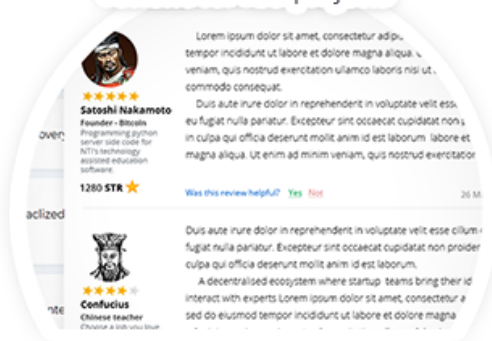 Lorem ipsum dolor sit amet, consectetur
tempor incididunt ut labore et dolore magna aliqua.
veniam, quis nostrud exercitation ullamco laboris nisi ut
commodo consequat.
Duis aute irure dolor in reprehenderit in voluptate velit
eu fugiat nulla pariatur. Excepteur sint occaecat cupidatat non
in culpa qui officia deserunt mollit anim id est laborum labore et
magna aliqua. Ut enim ad minim veniam, quis nostrud exercitation
Satoshi Nakamoto
Founder - Bitcoin
Programming python
server side code for
NTI's technology
assisted education
software.
1280 STR
Was this review helpful? Yes Not
26
Duis aute irure dolor in reprehenderit in voluptate velit esse cillum
fugiat nulla pariatur. Excepteur sint occaecat cupidatat non
culpa qui officia deserunt mollit anim id est laborum.
A decentralised ecosystem where startup teams bring their
interact with experts Lorem ipsum dolor sit amet, consectetur
sed do eiusmod tempor incididunt ut labore et dolore magna
Confucius
Chinese teacher
Choose a job you love